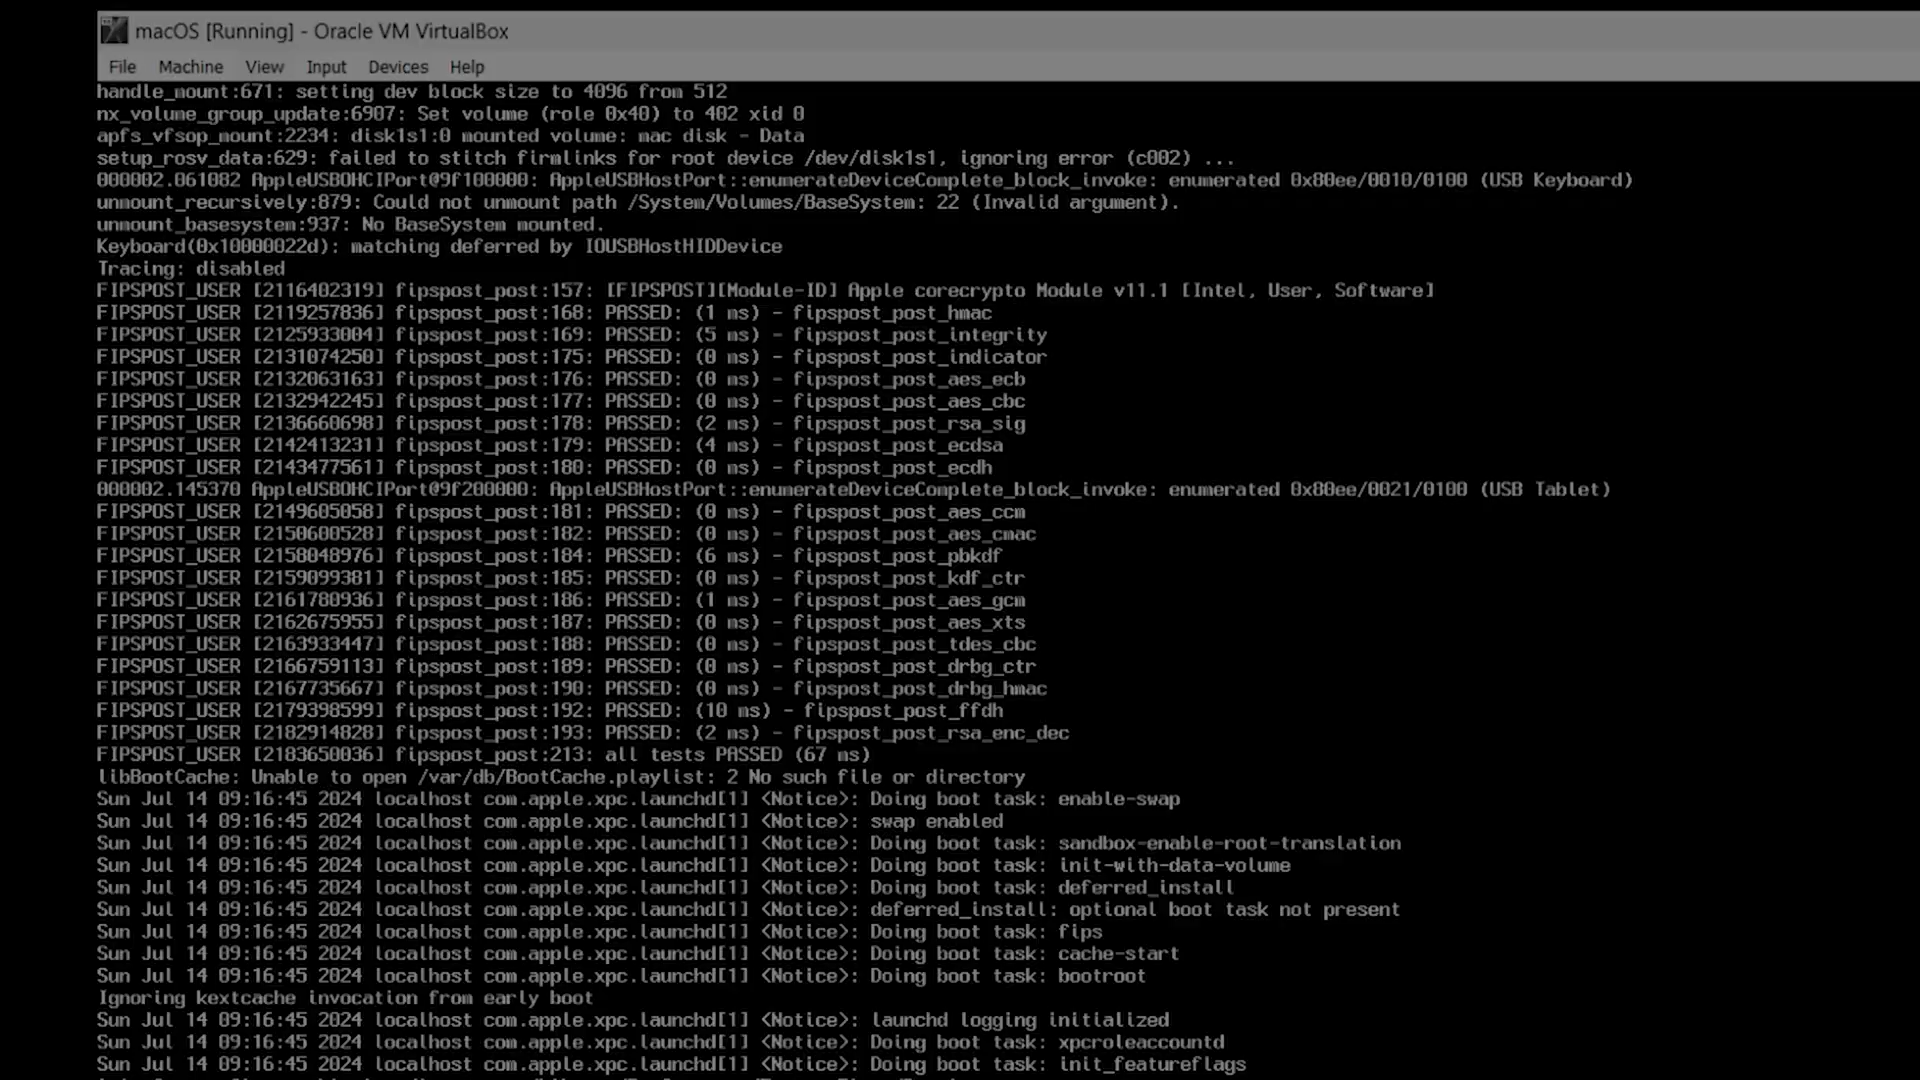 macOS [Running] - Oracle VM VirtualBox
File Machine View Input Devices Help
handle_mount:671: setting dev block size to 4096 from 512
nx_volume_group_update:6907: Set volume (role 0x40) to 402 xid 0
apfs_vfsop_mount:2234: disk1s1:0 mounted volume: mac disk - Data
setup_rosv_data:629: failed to stitch firmlinks for root device /dev/disk1s1, ignoring error (c002) ...
000002.061082 AppleUSBOHCIPort@9f100000: AppleUSBHostPort::enumerateDeviceComplete_block_invoke: enumerated 0x80ee/0010/0100 (USB Keyboard)
unmount_recursively:879: Could not unmount path /System/Volumes/BaseSystem: 22 (Invalid argument).
unmount_basesystem:937: No BaseSystem mounted.
Keyboard(0x10000022d): matching deferred by IOUSBHostHIDDevice
Tracing: disabled
FIPSPOST_USER [2116402319] fipspost_post:157: [FIPSPOST][Module-ID] Apple corecrypto Module v11.1 [Intel, User, Software]
FIPSPOST_USER [2119257836] fipspost_post:168: PASSED: (1 ms) - fipspost_post_hmac
FIPSPOST_USER [2125933004] fipspost_post:169: PASSED: (5 ms) - fipspost_post_integrity
FIPSPOST_USER [2131074250] fipspost_post:175: PASSED: (0 ms) - fipspost_post_indicator
FIPSPOST_USER [2132063163] fipspost_post:176: PASSED: (0 ms) - fipspost_post_aes_ecb
FIPSPOST_USER [2132942245] fipspost_post:177: PASSED: (0 ms) - fipspost_post_aes_cbc
FIPSPOST_USER [2136660698] fipspost_post:178: PASSED: (2 ms) - fipspost_post_rsa_sig
FIPSPOST_USER [2142413231] fipspost_post:179: PASSED: (4 ms) - fipspost_post_ecdsa
FIPSPOST_USER [2143477561] fipspost_post:180: PASSED: (0 ms) - fipspost_post_ecdh
000002.145370 AppleUSBOHCIPort@9f200000: AppleUSBHostPort::enumerateDeviceComplete_block_invoke: enumerated 0x80ee/0021/0100 (USB Tablet)
FIPSPOST_USER [2149605058] fipspost_post:181: PASSED: (0 ms) - fipspost_post_aes_ccm
FIPSPOST_USER [2150600528] fipspost_post:182: PASSED: (0 ms) - fipspost_post_aes_cmac
FIPSPOST_USER [2158048976] fipspost_post:184: PASSED: (6 ms) - fipspost_post_pbkdf
FIPSPOST_USER [2159099381] fipspost_post:185: PASSED: (0 ms) - fipspost_post_kdf_ctr
FIPSPOST_USER [2161780936] fipspost_post:186: PASSED: (1 ms) - fipspost_post_aes_gcm
FIPSPOST_USER [2162675955] fipspost_post:187: PASSED: (0 ms) - fipspost_post_aes_xts
FIPSPOST_USER [2163933447] fipspost_post:188: PASSED: (0 ms) - fipspost_post_tdes_cbc
FIPSPOST_USER [2166759113] fipspost_post:189: PASSED: (0 ms) - fipspost_post_drbg_ctr
FIPSPOST_USER [2167735667] fipspost_post:190: PASSED: (0 ms) - fipspost_post_drbg_hmac
FIPSPOST_USER [2179398599] fipspost_post:192: PASSED: (10 ms) - fipspost_post_ffdh
FIPSPOST_USER [2182914828] fipspost_post:193: PASSED: (2 ms) - fipspost_post_rsa_enc_dec
FIPSPOST_USER [2183650036] fipspost_post:213: all tests PASSED (67 ms)
libBootCache: Unable to open /var/db/BootCache.playlist: 2 No such file or directory
Sun Jul 14 09:16:45 2024 localhost com.apple.xpc.launchd[1] <Notice>: Doing boot task: enable-swap
Sun Jul 14 09:16:45 2024 localhost com.apple.xpc.launchd[1] <Notice>: swap enabled
Sun Jul 14 09:16:45 2024 localhost com.apple.xpc.launchd[1] <Notice>: Doing boot task: sandbox-enable-root-translation
Sun Jul 14 09:16:45 2024 localhost com.apple.xpc.launchd[1] <Notice>: Doing boot task: init-with-data-volume
Sun Jul 14 09:16:45 2024 localhost com.apple.xpc.launchd[1] <Notice>: Doing boot task: deferred_install
Sun Jul 14 09:16:45 2024 localhost com.apple.xpc.launchd[1] <Notice>: deferred_install: optional boot task not present
Sun Jul 14 09:16:45 2024 localhost com.apple.xpc.launchd[1] <Notice>: Doing boot task: fips
Sun Jul 14 09:16:45 2024 localhost com.apple.xpc.launchd[1] <Notice>: Doing boot task: cache-start
Sun Jul 14 09:16:45 2024 localhost com.apple.xpc.launchd[1] <Notice>: Doing boot task: bootroot
Ignoring kextcache invocation from early boot
Sun Jul 14 09:16:45 2024 localhost com.apple.xpc.launchd[1] <Notice>: launchd logging initialized
Sun Jul 14 09:16:45 2024 localhost com.apple.xpc.launchd[1] <Notice>: Doing boot task: xpcroleaccountd
Sun Jul 14 09:16:45 2024 localhost com.apple.xpc.launchd[1] <Notice>: Doing boot task: init_featureflags